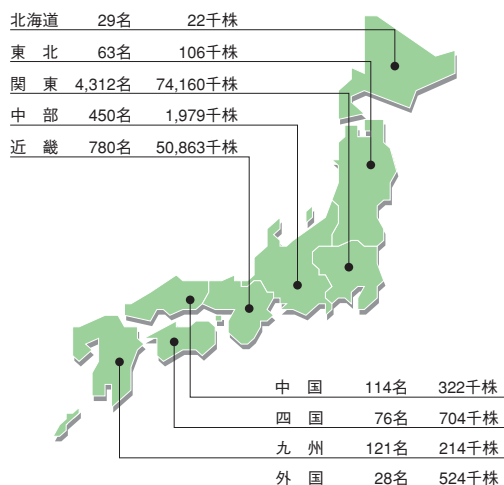 北海道 29名 22千株
東 北 63名 106千株
関 東 4,312名 74,160千株
中 部 450名 1,979千株
近 畿 780名 50,863千株
中 国 114名 322千株
四 国 76名 704千株
九 州 121名 214千株
外 国 28名 524千株